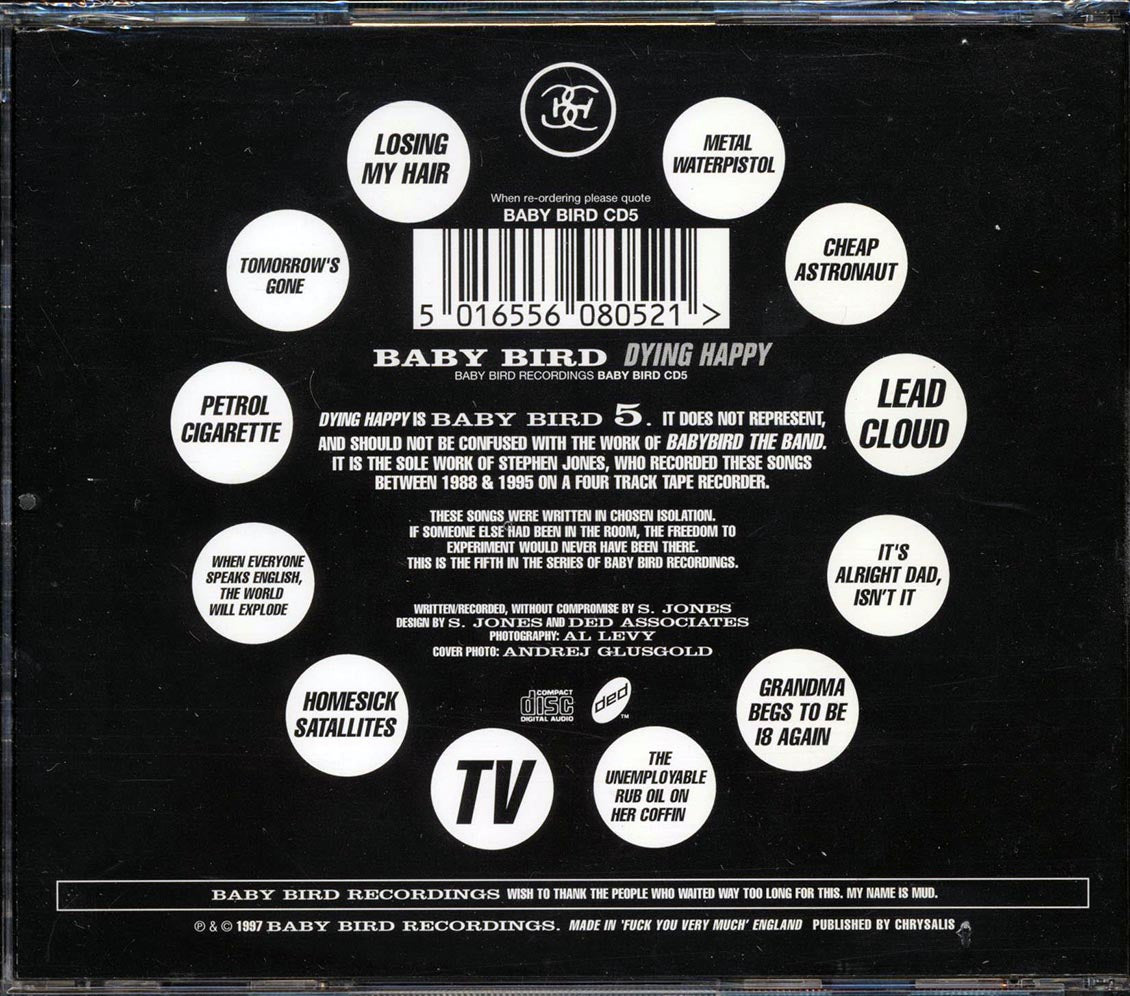 LOSING
MY HAIR
METAL
WATERPISTOL
When re-ordering please quote
BABY BIRD CD5
TOMORROW'S
GONE
CHEAP
ASTRONAUT
5 016556 080521 >
BABY BIRD DYING HAPPY
BABY BIRD RECORDINGS BABY BIRD CD5
PETROL
CIGARETTE
LEAD
CLOUD
DYING HAPPY IS BABY BIRD 5. IT DOES NOT REPRESENT,
AND SHOULD NOT BE CONFUSED WITH THE WORK OF BABYBIRD THE BAND.
IT IS THE SOLE WORK OF STEPHEN JONES, WHO RECORDED THESE SONGS
BETWEEN 1988 & 1995 ON A FOUR TRACK TAPE RECORDER.
THESE SONGS WERE WRITTEN IN CHOSEN ISOLATION.
IF SOMEONE ELSE HAD BEEN IN THE ROOM, THE FREEDOM TO
EXPERIMENT WOULD NEVER HAVE BEEN THERE.
THIS IS THE FIFTH IN THE SERIES OF BABY BIRD RECORDINGS.
WHEN EVERYONE
SPEAKS ENGLISH,
THE WORLD
WILL EXPLODE
IT'S
ALRIGHT DAD,
ISN'T IT
WRITTEN/RECORDED, WITHOUT COMPROMISE BY S. JONES
DESIGN BY S. JONES AND DED ASSOCIATES
PHOTOGRAPHY: AL LEVY
COVER PHOTO: ANDREJ GLUSGOLD
HOMESICK
SATALLITES
COMPACT
disc
DIGITAL AUDIO
ded
TM
GRANDMA
BEGS TO BE
18 AGAIN
TV
THE
UNEMPLOYABLE
RUB OIL ON
HER COFFIN
BABY BIRD RECORDINGS WISH TO THANK THE PEOPLE WHO WAITED WAY TOO LONG FOR THIS. MY NAME IS MUD.
℗ & © 1997 BABY BIRD RECORDINGS. MADE IN 'FUCK YOU VERY MUCH' ENGLAND PUBLISHED BY CHRYSALIS